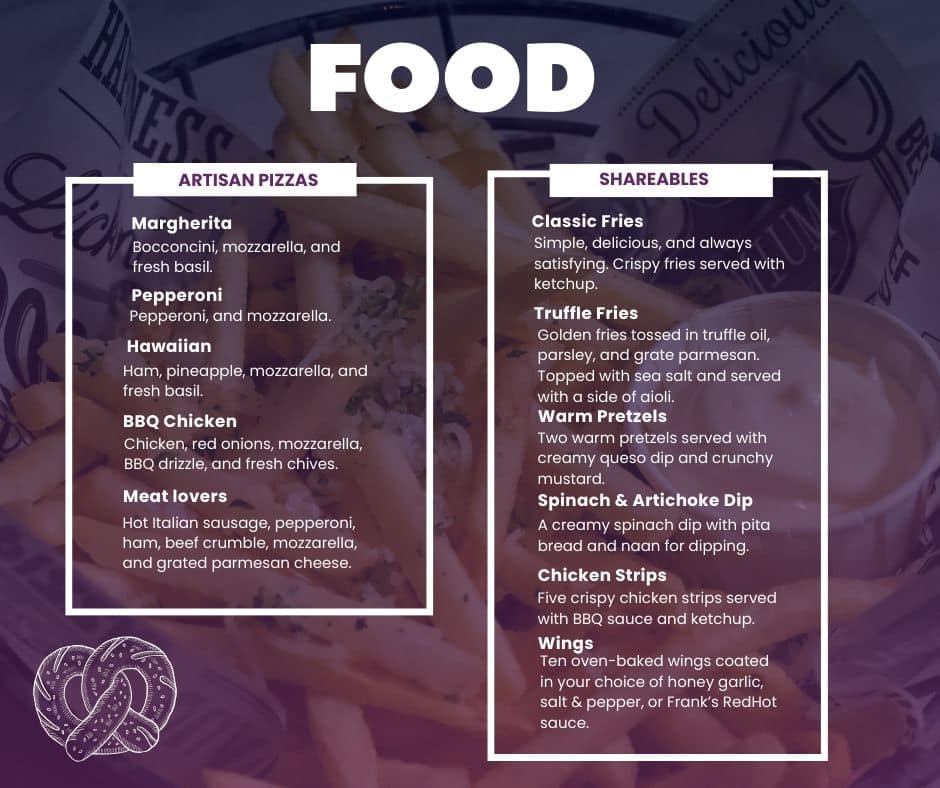 FOOD
ARTISAN PIZZAS
Margherita
Bocconcini, mozzarella, and
fresh basil.
Pepperoni
Pepperoni, and mozzarella.
Hawaiian
Ham, pineapple, mozzarella, and
fresh basil.
BBQ Chicken
Chicken, red onions, mozzarella,
BBQ drizzle, and fresh chives.
Meat lovers
Hot Italian sausage, pepperoni,
ham, beef crumble, mozzarella,
and grated parmesan cheese.
SHAREABLES
Classic Fries
Simple, delicious, and always
satisfying. Crispy fries served with
ketchup.
Truffle Fries
Golden fries tossed in truffle oil,
parsley, and grate parmesan.
Topped with sea salt and served
with a side of aioli.
Warm Pretzels
Two warm pretzels served with
creamy queso dip and crunchy
mustard.
Spinach & Artichoke Dip
A creamy spinach dip with pita
bread and naan for dipping.
Chicken Strips
Five crispy chicken strips served
with BBQ sauce and ketchup.
Wings
Ten oven-baked wings coated
in your choice of honey garlic,
salt & pepper, or Frank's RedHot
sauce.
Delicious